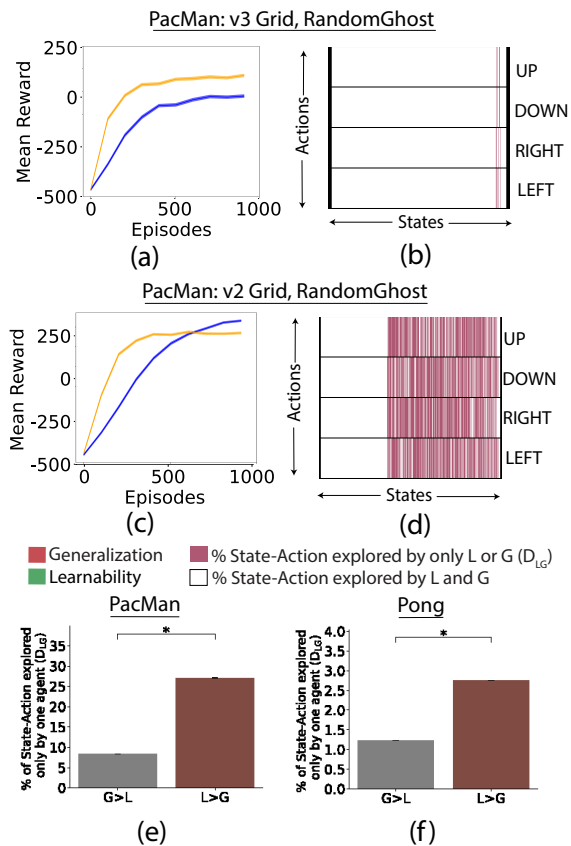 PacMan: v3 Grid, RandomGhost
250
0
-250
-500
Mean Reward
0 500 1000
Episodes
(a)
Actions
UP
DOWN
RIGHT
LEFT
States
(b)
PacMan: v2 Grid, RandomGhost
250
0
-250
-500
Mean Reward
0 500 1000
Episodes
(c)
Actions
UP
DOWN
RIGHT
LEFT
States
(d)
Generalization
Learnability
% State-Action explored by only L or G (D_LG)
% State-Action explored by L and G
PacMan
% of State-Action explored
only by one agent (D_LG)
35
30
25
20
15
10
5
0
*
G>L L>G
(e)
Pong
% of State-Action explored
only by one agent (D_LG)
4.0
3.5
3.0
2.5
2.0
1.5
1.0
0.5
0.0
*
G>L L>G
(f)